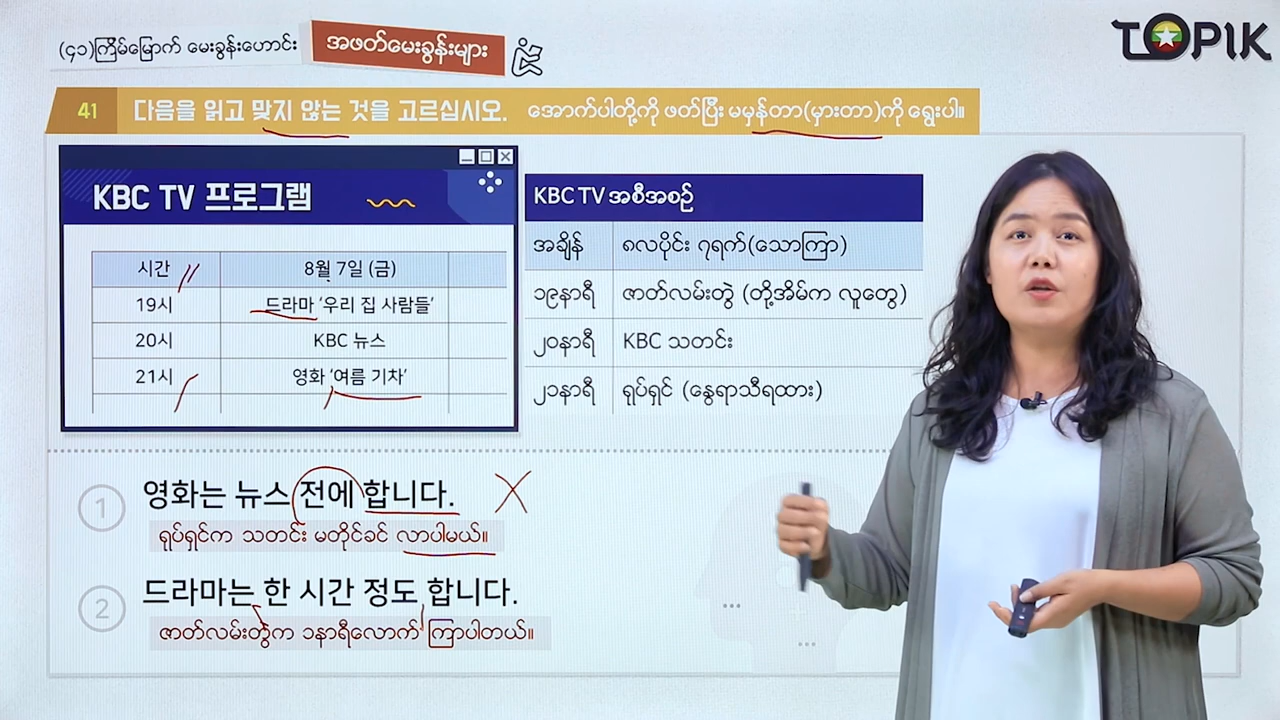 (၄၁)ကြိမ်မြောက် မေးခွန်းဟောင်း အဖတ်မေးခွန်းများ
TOPIK
41 다음을 읽고 맞지 않는 것을 고르십시오. အောက်ပါတို့ကို ဖတ်ပြီး မမှန်တာ(မှားတာ)ကို ရွေးပါ။
KBC TV 프로그램
시간 8월 7일 (금)
19시 드라마 '우리 집 사람들'
20시 KBC 뉴스
21시 영화 '여름 기차'
KBC TV အစီအစဉ်
အချိန် ၈လပိုင်း ၇ရက်(သောကြာ)
၁၉နာရီ ဇာတ်လမ်းတွဲ (တို့အိမ်က လူတွေ)
၂၀နာရီ KBC သတင်း
၂၁နာရီ ရုပ်ရှင် (နွေရာသီရထား)
1 영화는 뉴스 전에 합니다.
ရုပ်ရှင်က သတင်း မတိုင်ခင် လာပါမယ်။
2 드라마는 한 시간 정도 합니다.
ဇာတ်လမ်းတွဲက ၁နာရီလောက် ကြာပါတယ်။